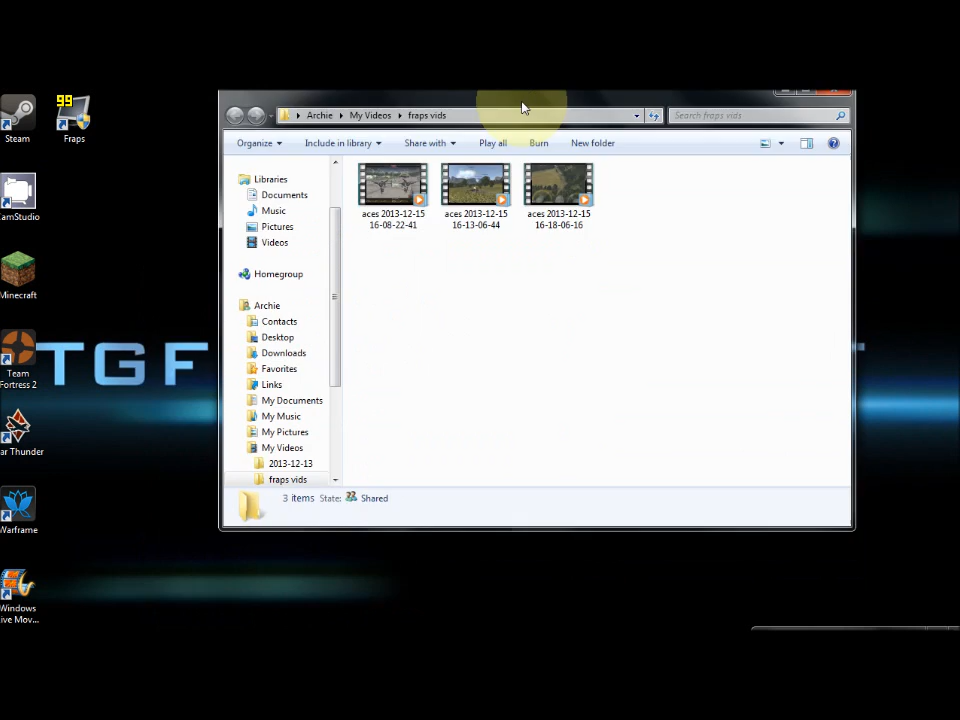 99
Steam
Fraps
CamStudio
Minecraft
Team
Fortress 2
ar Thunder
Warframe
Windows
ive Mov...
TGF
Archie
My Videos
fraps vids
Search fraps vids
Organize
Include in library
Share with
Play all
Burn
New folder
Libraries
Documents
Music
Pictures
Videos
Homegroup
Archie
Contacts
Desktop
Downloads
Favorites
Links
My Documents
My Music
My Pictures
My Videos
2013-12-13
fraps vids
aces 2013-12-15
16-08-22-41
aces 2013-12-15
16-13-06-44
aces 2013-12-15
16-18-06-16
3 items State: Shared